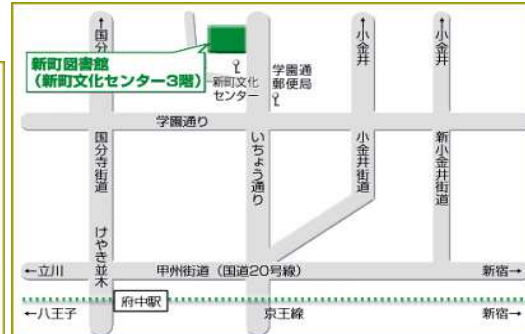 ↑国分
新町図書館
（新町文化センター3階）
新町文化
センター
学園通
郵便局
↑小金井
↑小金井
学園通り
国分寺街道
いちょう通り
小金井街道
新小金井街道
けやき並木
←立川
甲州街道（国道20号線）
新宿→
府中駅
←八王子
京王線
新宿→